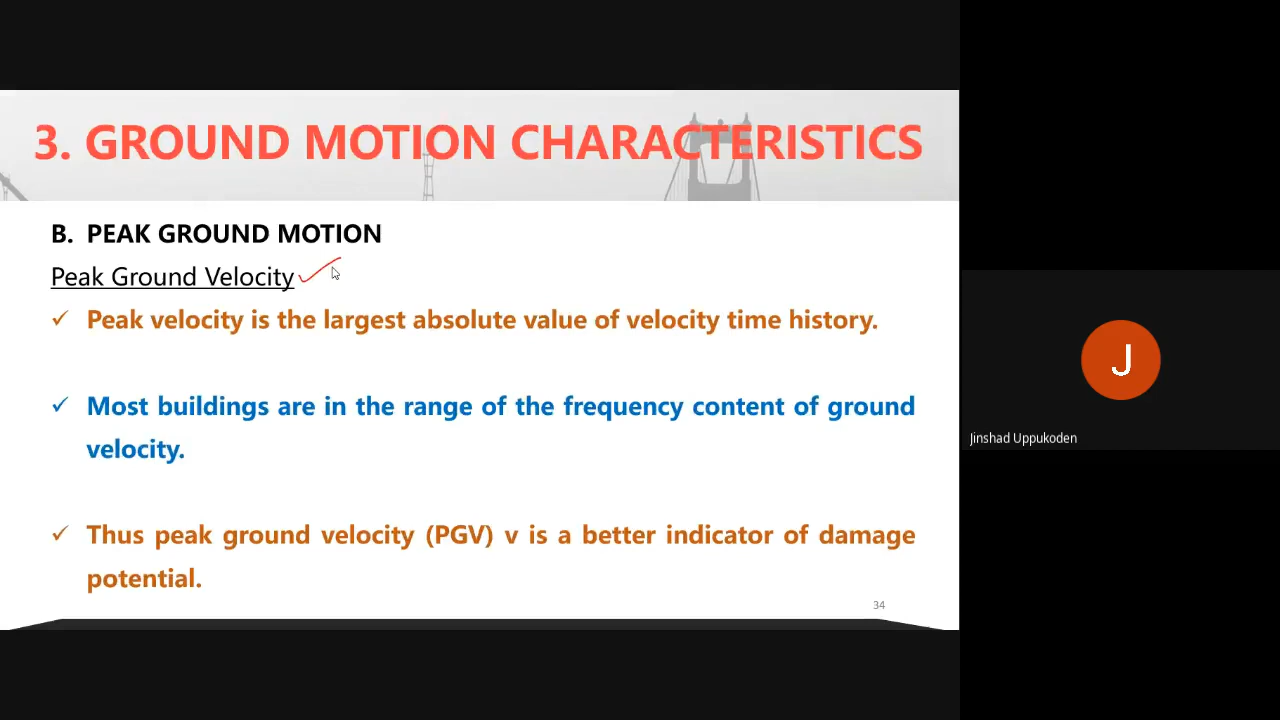 3. GROUND MOTION CHARACTERISTICS
B. PEAK GROUND MOTION
Peak Ground Velocity
✓ Peak velocity is the largest absolute value of velocity time history.
✓ Most buildings are in the range of the frequency content of ground
velocity.
✓ Thus peak ground velocity (PGV) v is a better indicator of damage
potential.
34
J
Jinshad Uppukoden